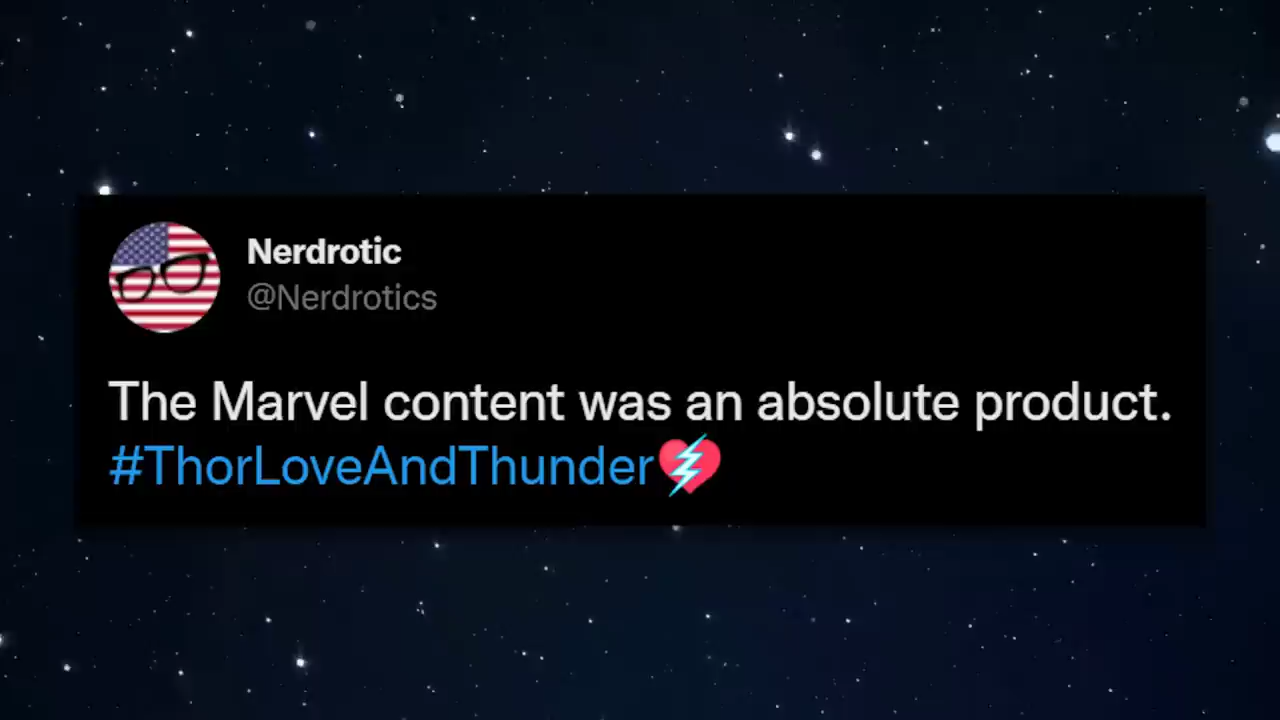 Nerdrotic
@Nerdrotics
The Marvel content was an absolute product.
#ThorLoveAndThunder